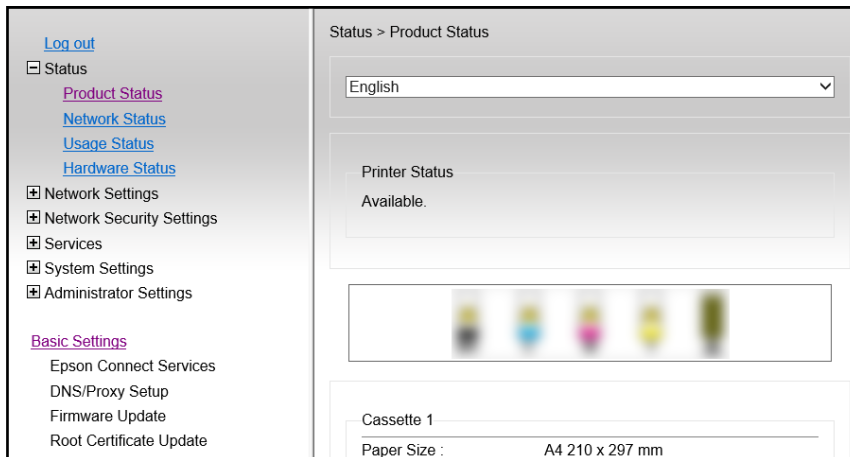 Log out
Status
Product Status
Network Status
Usage Status
Hardware Status
Network Settings
Network Security Settings
Services
System Settings
Administrator Settings
Basic Settings
Epson Connect Services
DNS/Proxy Setup
Firmware Update
Root Certificate Update
Status > Product Status
English
Printer Status
Available.
Cassette 1
Paper Size : A4 210 x 297 mm